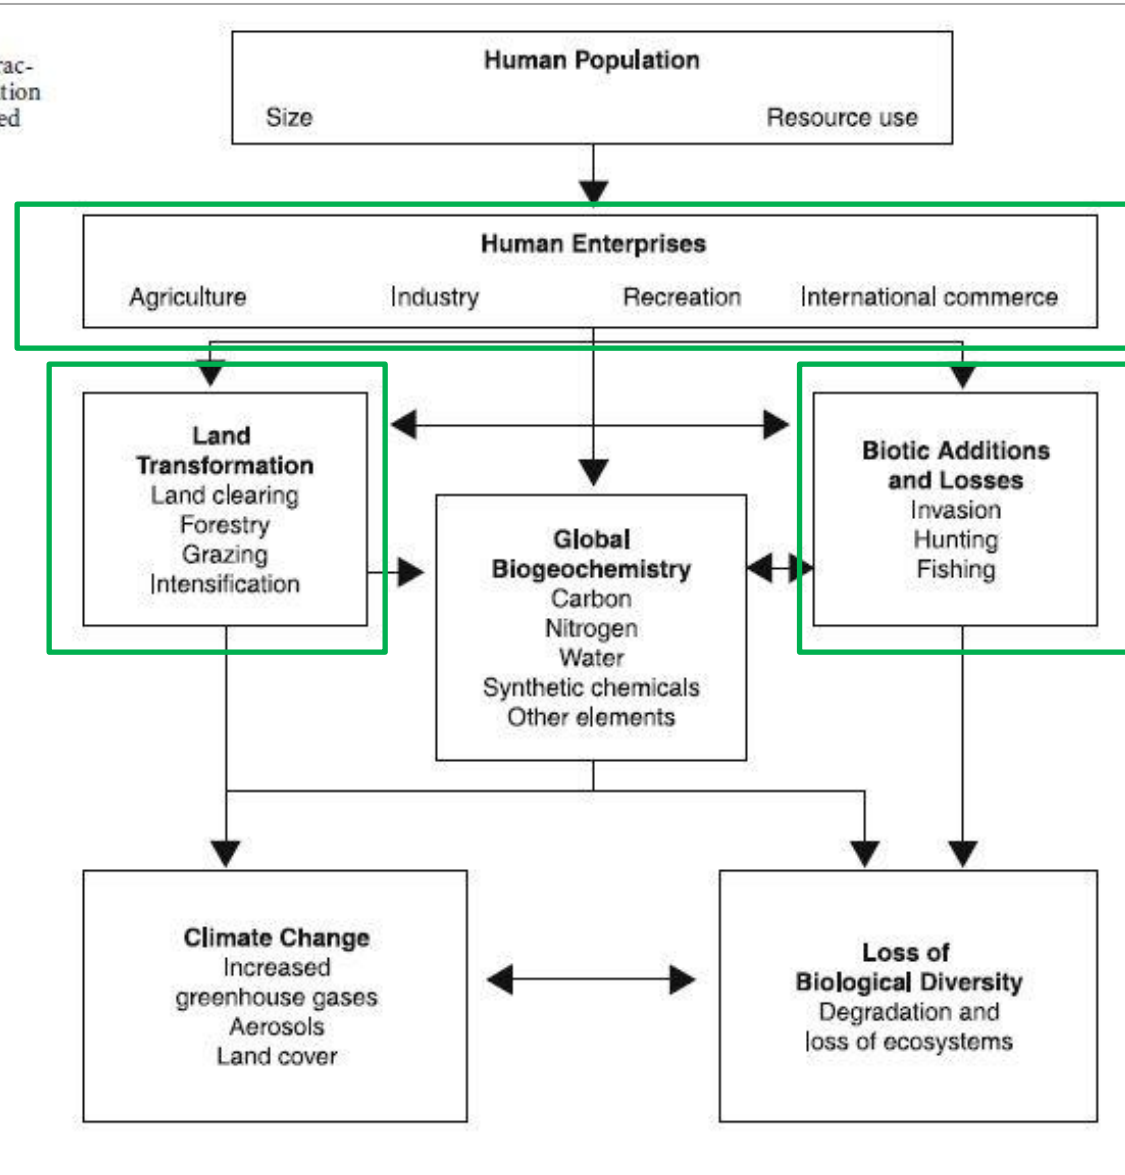 Human Population
Size Resource use
Human Enterprises
Agriculture Industry Recreation International commerce
Land
Transformation
Land clearing
Forestry
Grazing
Intensification
Global
Biogeochemistry
Carbon
Nitrogen
Water
Synthetic chemicals
Other elements
Biotic Additions
and Losses
Invasion
Hunting
Fishing
Climate Change
Increased
greenhouse gases
Aerosols
Land cover
Loss of
Biological Diversity
Degradation and
loss of ecosystems